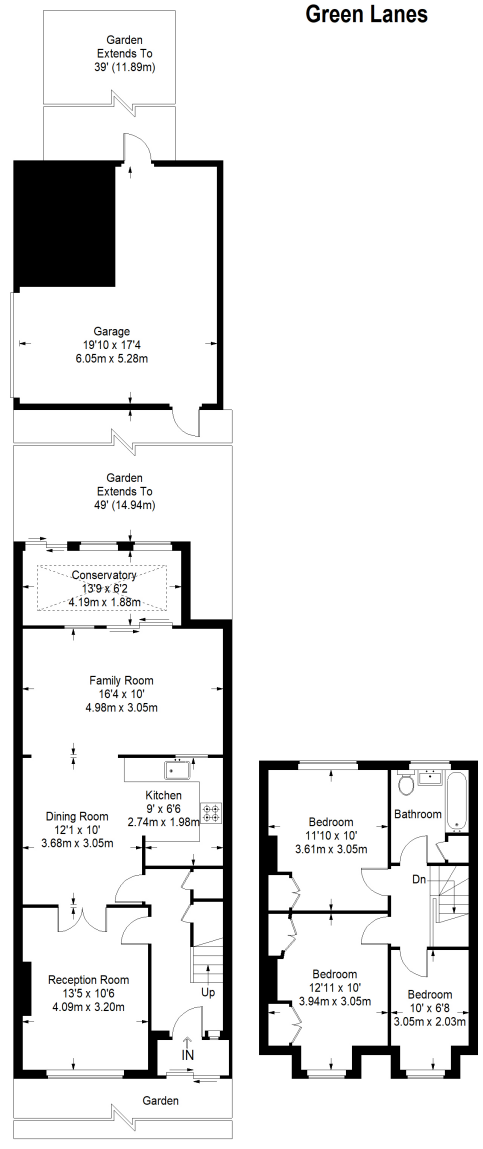 Green Lanes
Garden
Extends To
39' (11.89m)
Garage
19'10 x 17'4
6.05m x 5.28m
Garden
Extends To
49' (14.94m)
Conservatory
13'9 x 6'2
4.19m x 1.88m
Family Room
16'4 x 10'
4.98m x 3.05m
Kitchen
9' x 6'6
2.74m x 1.98m
Dining Room
12'1 x 10'
3.68m x 3.05m
Reception Room
13'5 x 10'6
4.09m x 3.20m
Up
IN
Garden
Bedroom
11'10 x 10'
3.61m x 3.05m
Bathroom
Dn
Bedroom
12'11 x 10'
3.94m x 3.05m
Bedroom
10' x 6'8
3.05m x 2.03m